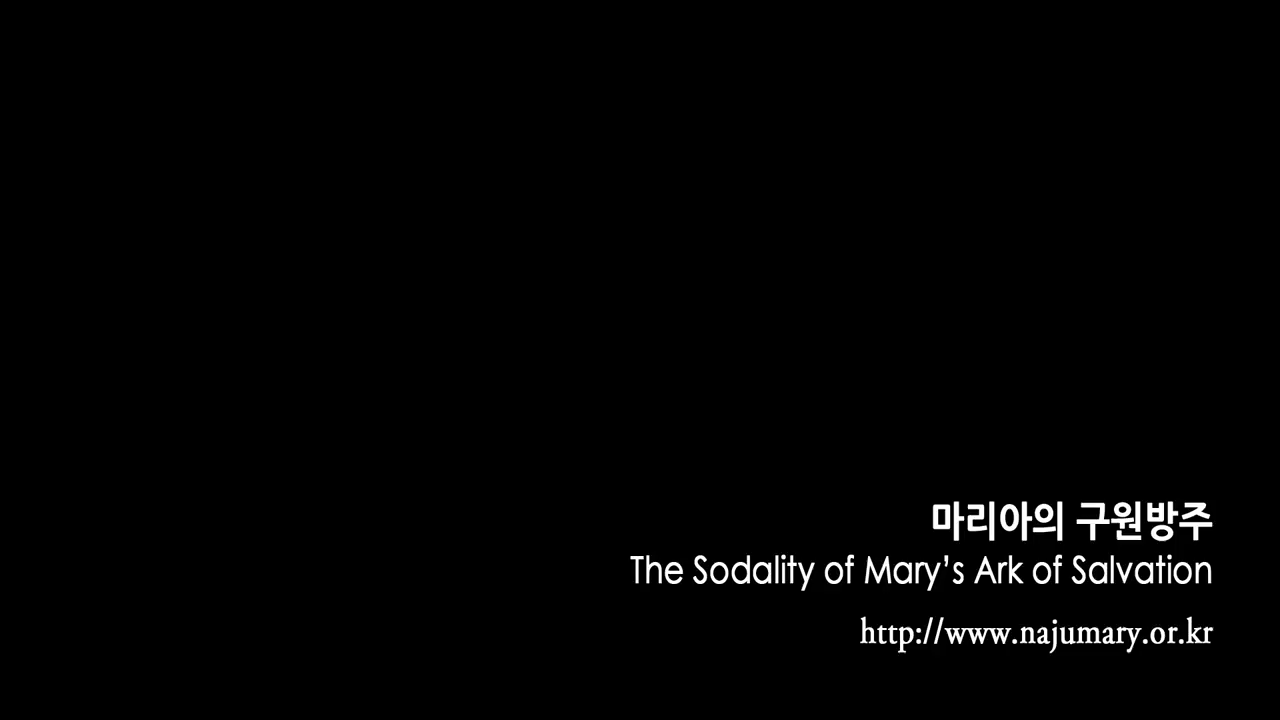 마리아의 구원방주
The Sodality of Mary’s Ark of Salvation
http://www.najumary.or.kr